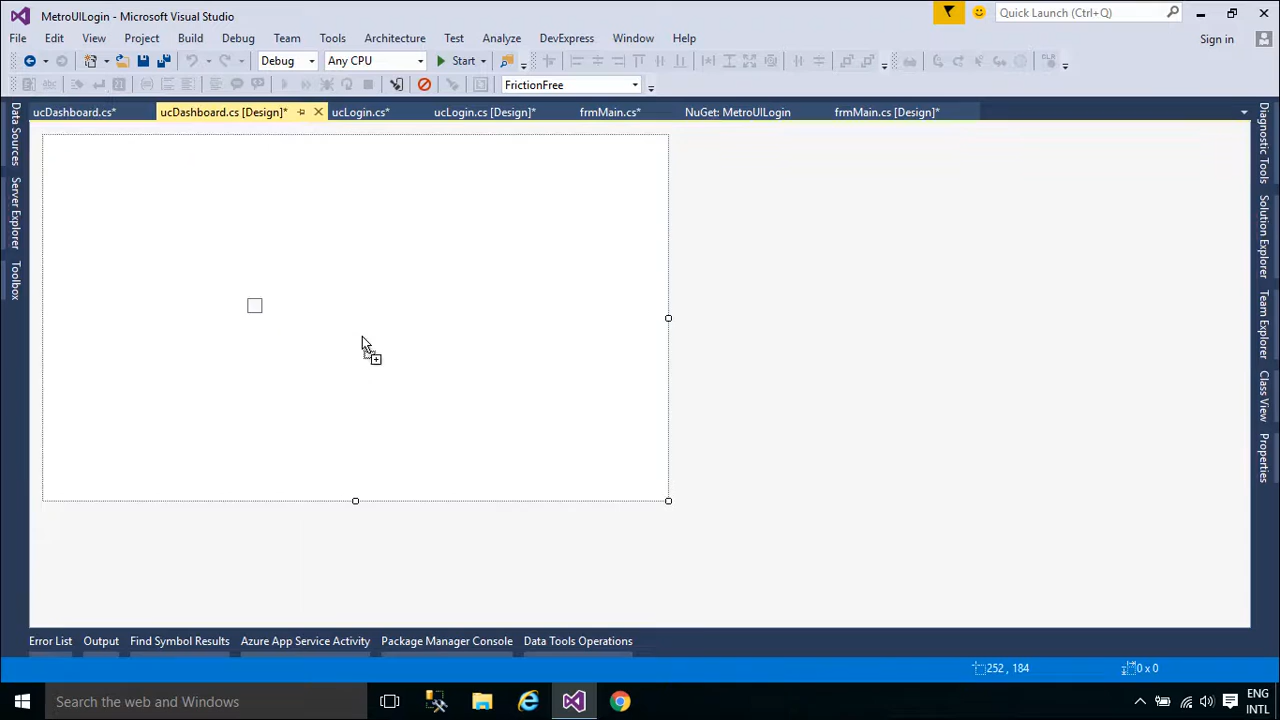 MetroUILogin - Microsoft Visual Studio
Quick Launch (Ctrl+Q)
File Edit View Project Build Debug Team Tools Architecture Test Analyze DevExpress Window Help
Sign in
Debug Any CPU Start
FrictionFree
ucDashboard.cs* ucDashboard.cs [Design]* ucLogin.cs* ucLogin.cs [Design]* frmMain.cs* NuGet: MetroUILogin frmMain.cs [Design]*
Data Sources
Server Explorer
Toolbox
Diagnostic Tools
Solution Explorer
Team Explorer
Class View
Properties
Error List Output Find Symbol Results Azure App Service Activity Package Manager Console Data Tools Operations
252 , 184 0 x 0
Search the web and Windows
ENG
INTL